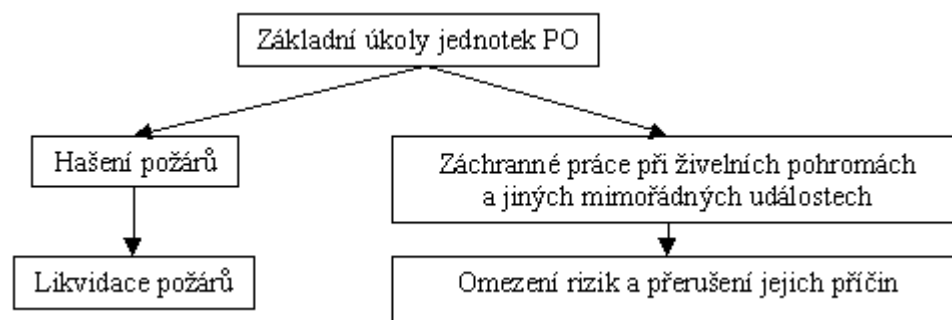 Základní úkoly jednotek PO
Hašení požárů
Záchranné práce při živelních pohromách
a jiných mimořádných událostech
Likvidace požárů
Omezení rizik a přerušení jejich příčin